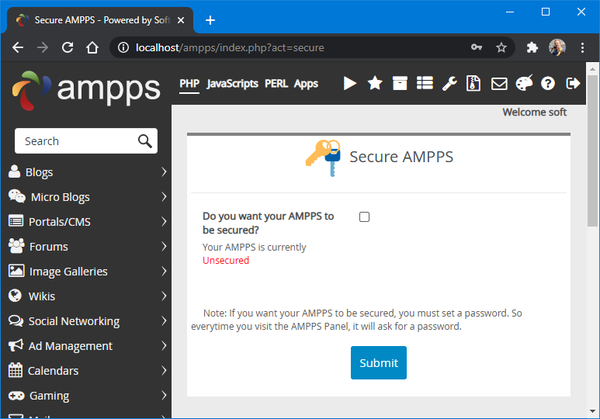 Secure AMPPS - Powered by Soft
localhost/ampps/index.php?act=secure
ampps
PHP JavaScripts PERL Apps
Welcome soft
Search
Blogs
Micro Blogs
Portals/CMS
Forums
Image Galleries
Wikis
Social Networking
Ad Management
Calendars
Gaming
Secure AMPPS
Do you want your AMPPS to
be secured?
Your AMPPS is currently
Unsecured
Note: If you want your AMPPS to be secured, you must set a password. So
everytime you visit the AMPPS Panel, it will ask for a password.
Submit